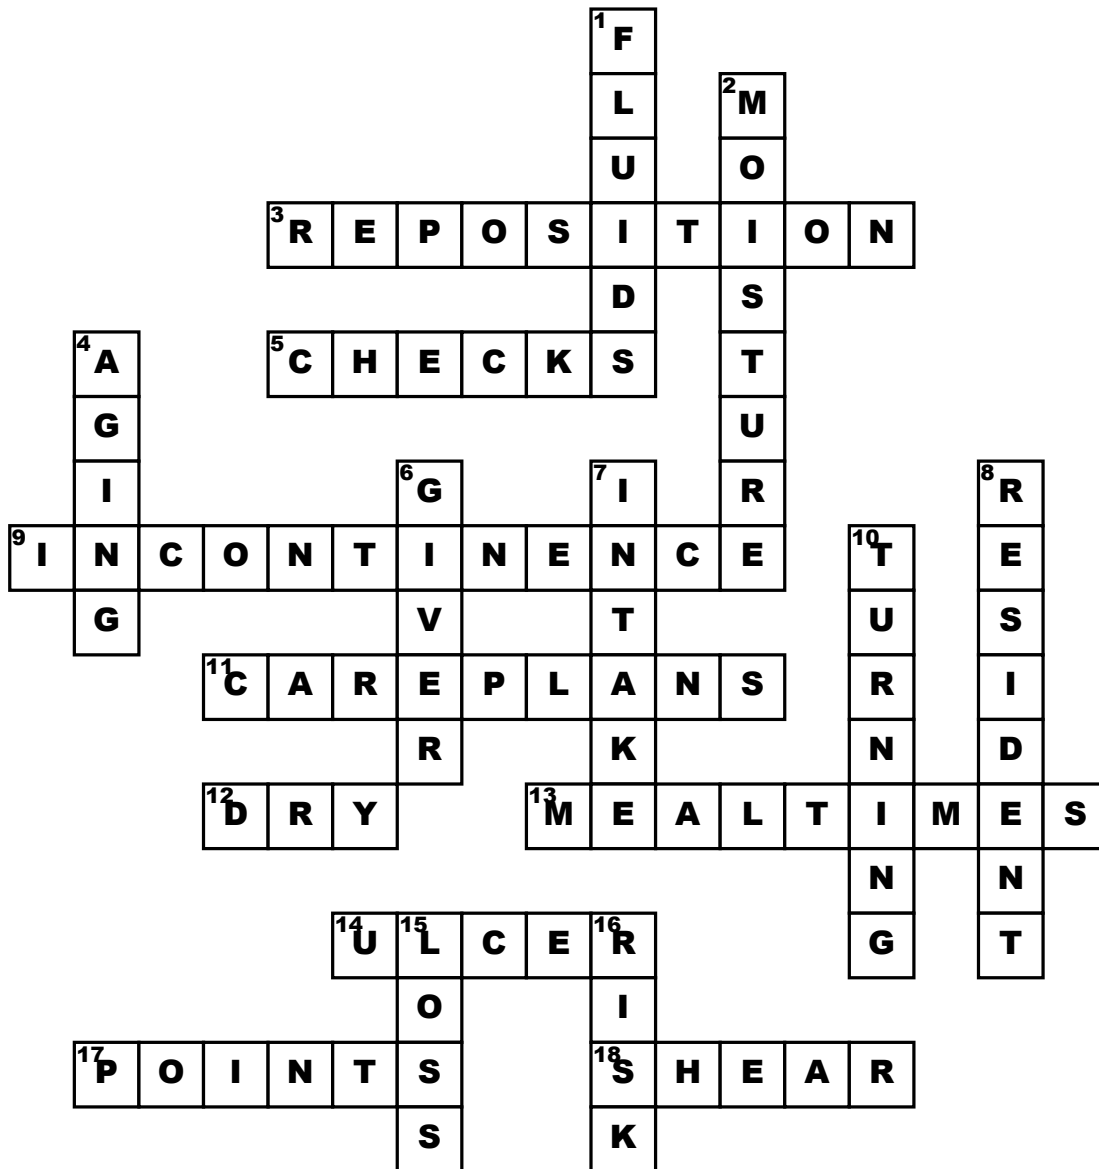 1 F
L 2 M
U O
3 R E P O S I T I O N
D S
4 A 5 C H E C K S T
G U
I 6 G 7 I R 8 R
9 I N C O N T I N E N C E 10 T E
G V T U S
11 C A R E P L A N S R I
R K N D
12 D R Y 13 M E A L T I M E S
N N
14 U 15 L C E 16 R G T
O I
17 P O I N T S 18 S H E A R
S K